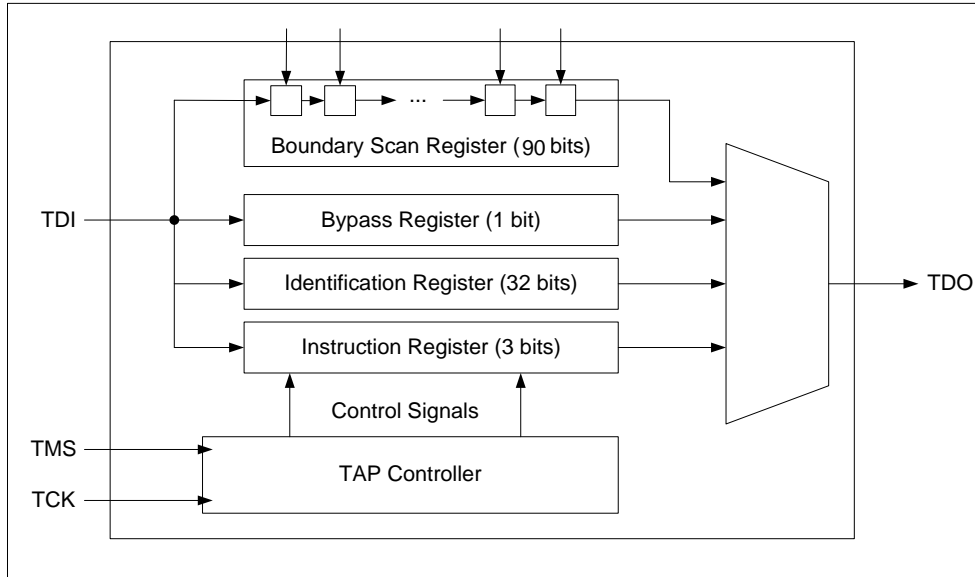 ...
Boundary Scan Register (90 bits)
TDI
Bypass Register (1 bit)
Identification Register (32 bits)
TDO
Instruction Register (3 bits)
Control Signals
TMS
TAP Controller
TCK